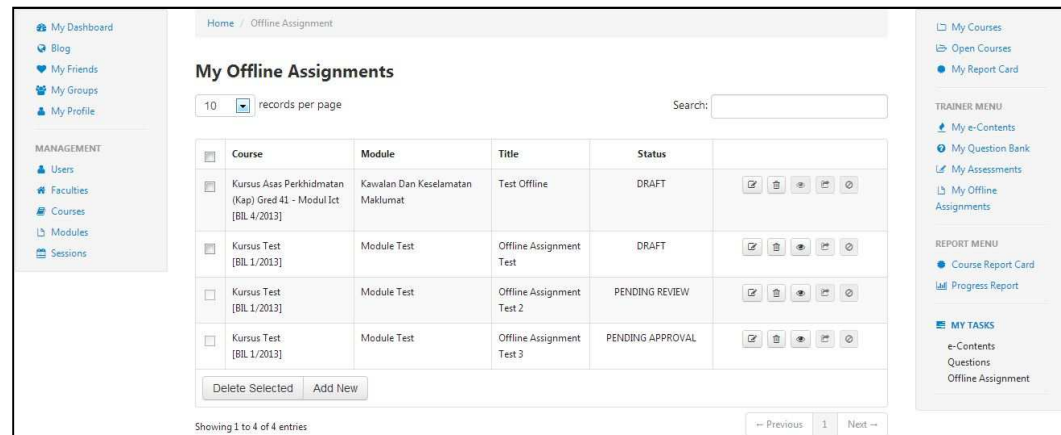 My Dashboard
Blog
My Friends
My Groups
My Profile
MANAGEMENT
Users
Faculties
Courses
Modules
Sessions
Home / Offline Assignment
My Offline Assignments
10 records per page
Search:
Course Module Title Status
Kursus Asas Perkhidmatan Kawalan Dan Keselamatan Test Offline DRAFT
(Kap) Gred 41 - Modul Ict Maklumat
[BIL 4/2013]
Kursus Test Module Test Offline Assignment DRAFT
[BIL 1/2013] Test
Kursus Test Module Test Offline Assignment PENDING REVIEW
[BIL 1/2013] Test 2
Kursus Test Module Test Offline Assignment PENDING APPROVAL
[BIL 1/2013] Test 3
Delete Selected Add New
Showing 1 to 4 of 4 entries
← Previous 1 Next →
My Courses
Open Courses
My Report Card
TRAINER MENU
My e-Contents
My Question Bank
My Assessments
My Offline
Assignments
REPORT MENU
Course Report Card
Progress Report
MY TASKS
e-Contents
Questions
Offline Assignment